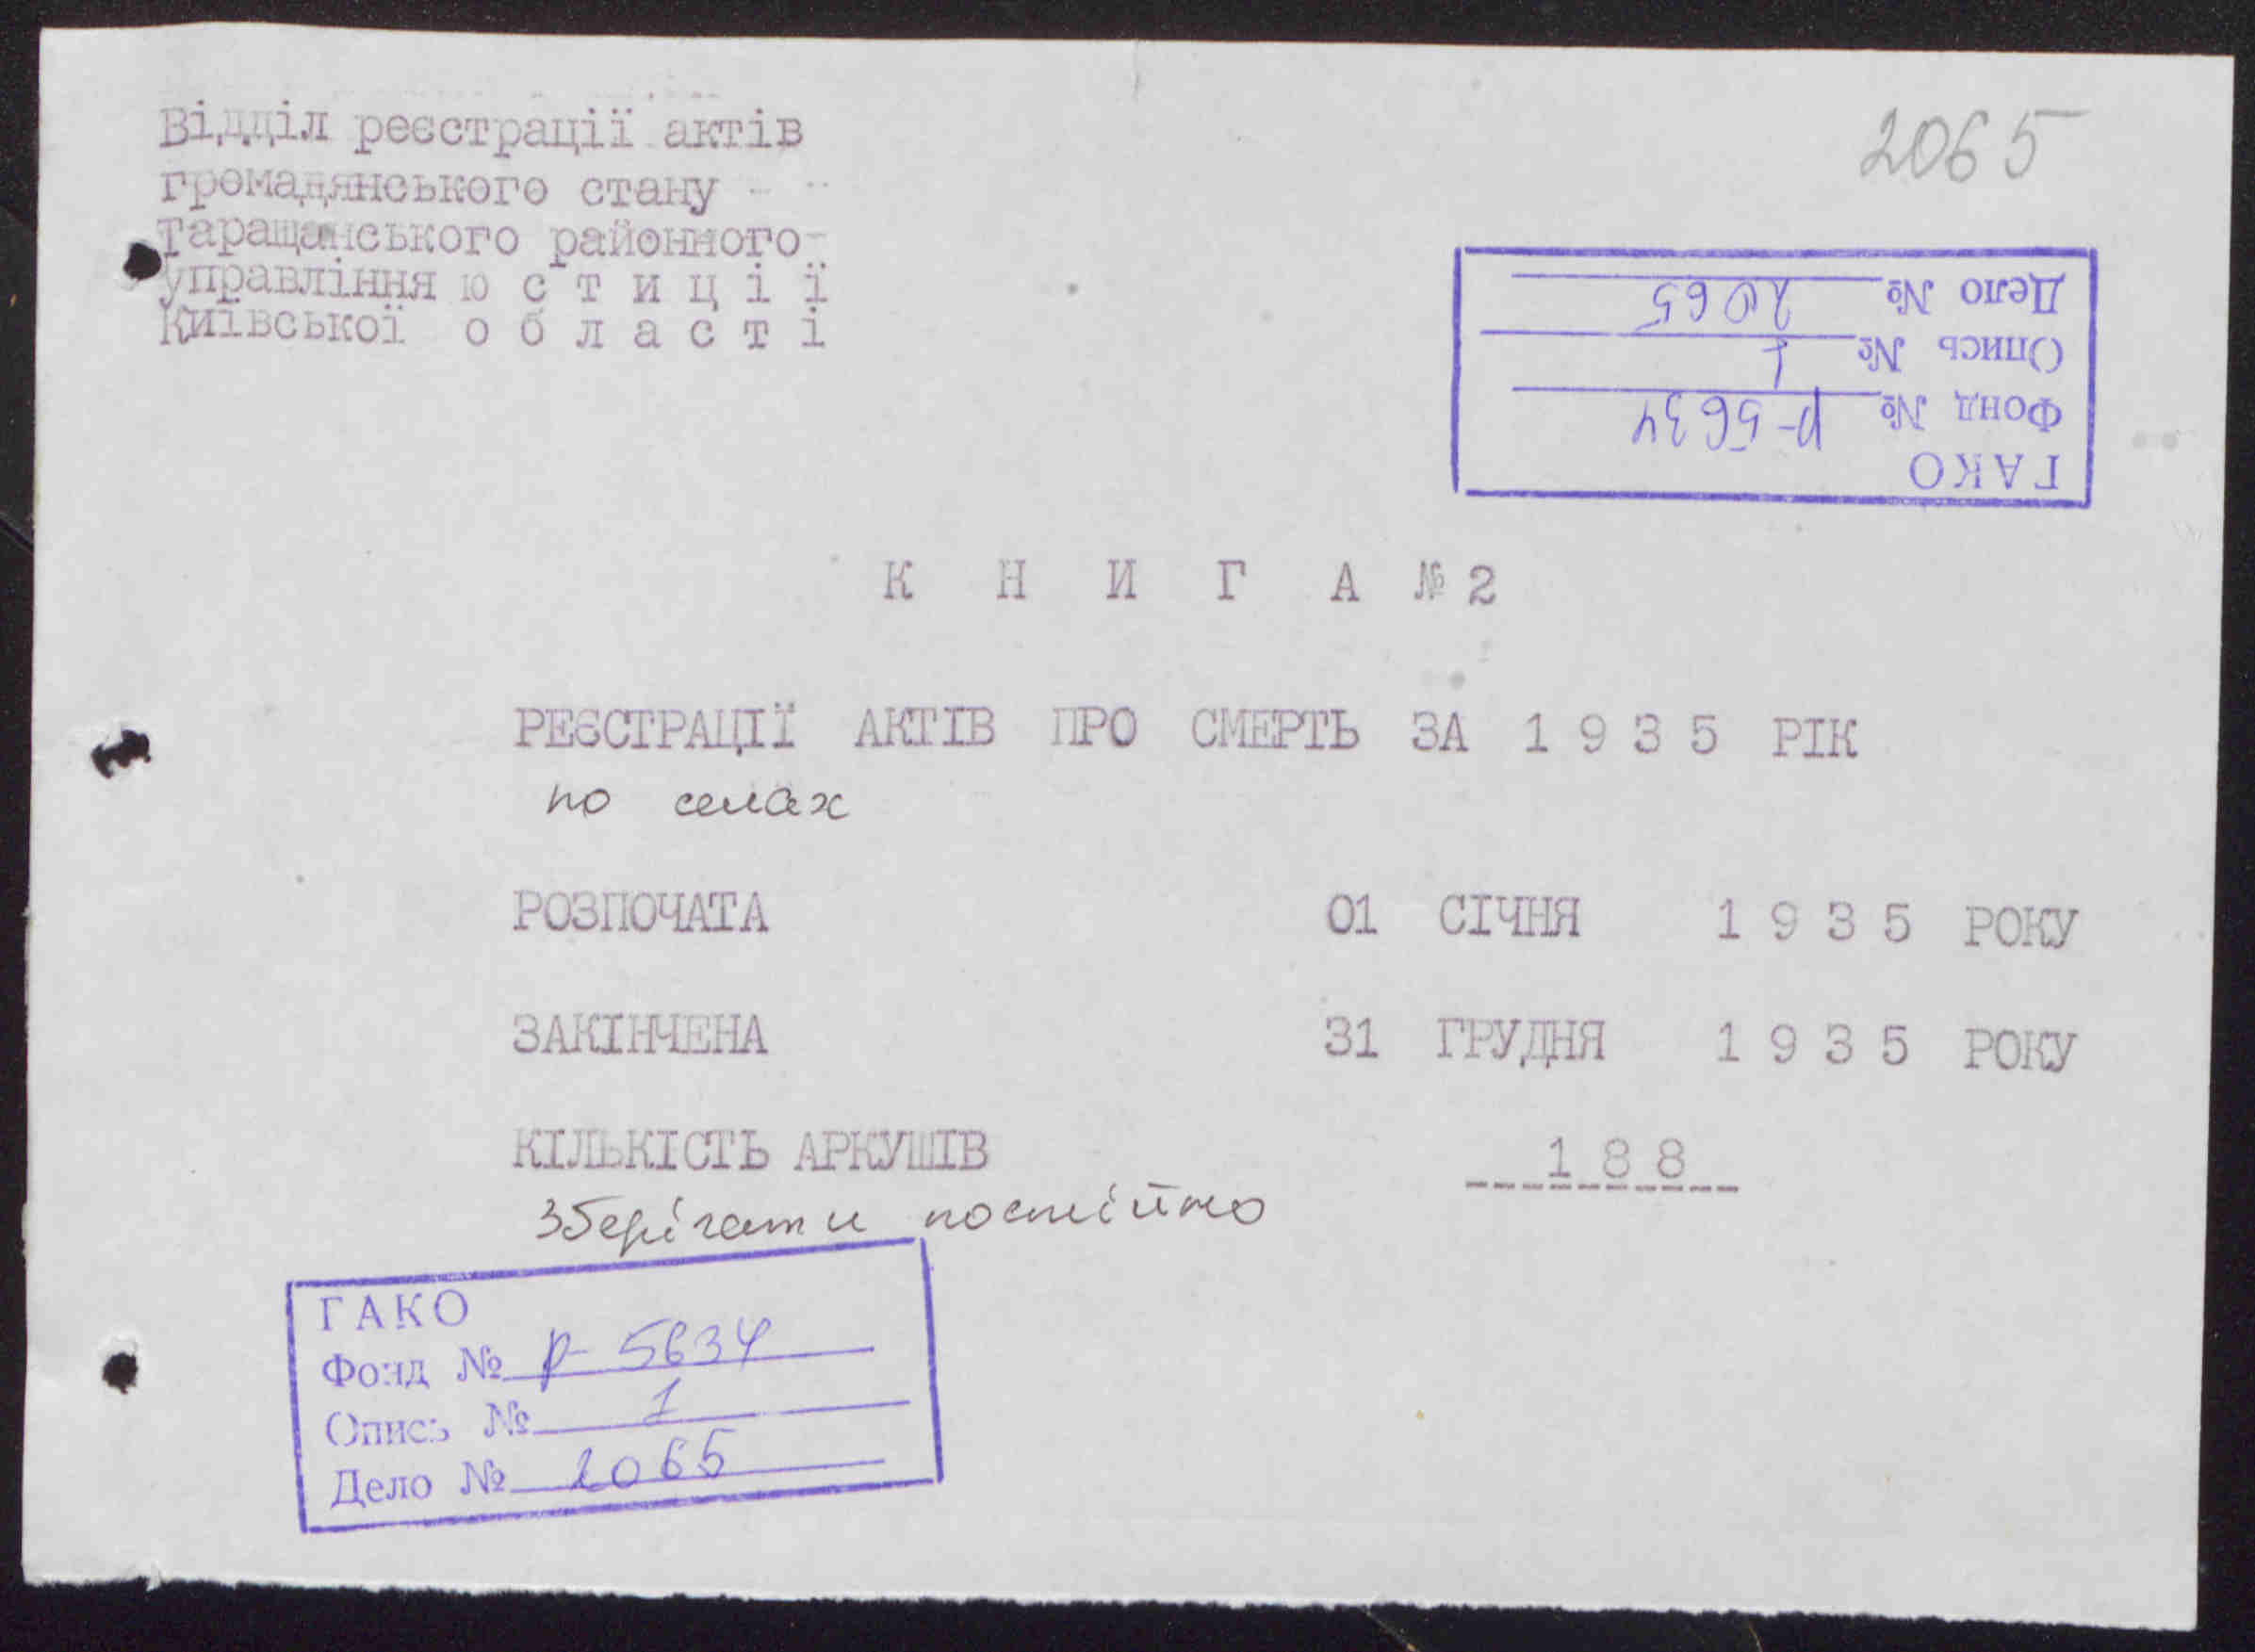 Відділ реєстрації актів
громадянського стану
Таращанського районного
управління ю с т и ц і ї
Київської о б л а с т і
2065
ГАКО
Фонд № р-5634
Опись № 1
Дело № 2065
К Н И Г А № 2
РЕЄСТРАЦІЇ АКТІВ ПРО СМЕРТЬ ЗА 1 9 3 5 РІК
по селах
РОЗПОЧАТА 01 СІЧНЯ 1 9 3 5 РОКУ
ЗАКІНЧЕНА 31 ГРУДНЯ 1 9 3 5 РОКУ
КІЛЬКІСТЬ АРКУШІВ 1 8 8
Зберігати постійно
ГАКО
Фонд № р-5634
Опись № 1
Дело № 2065